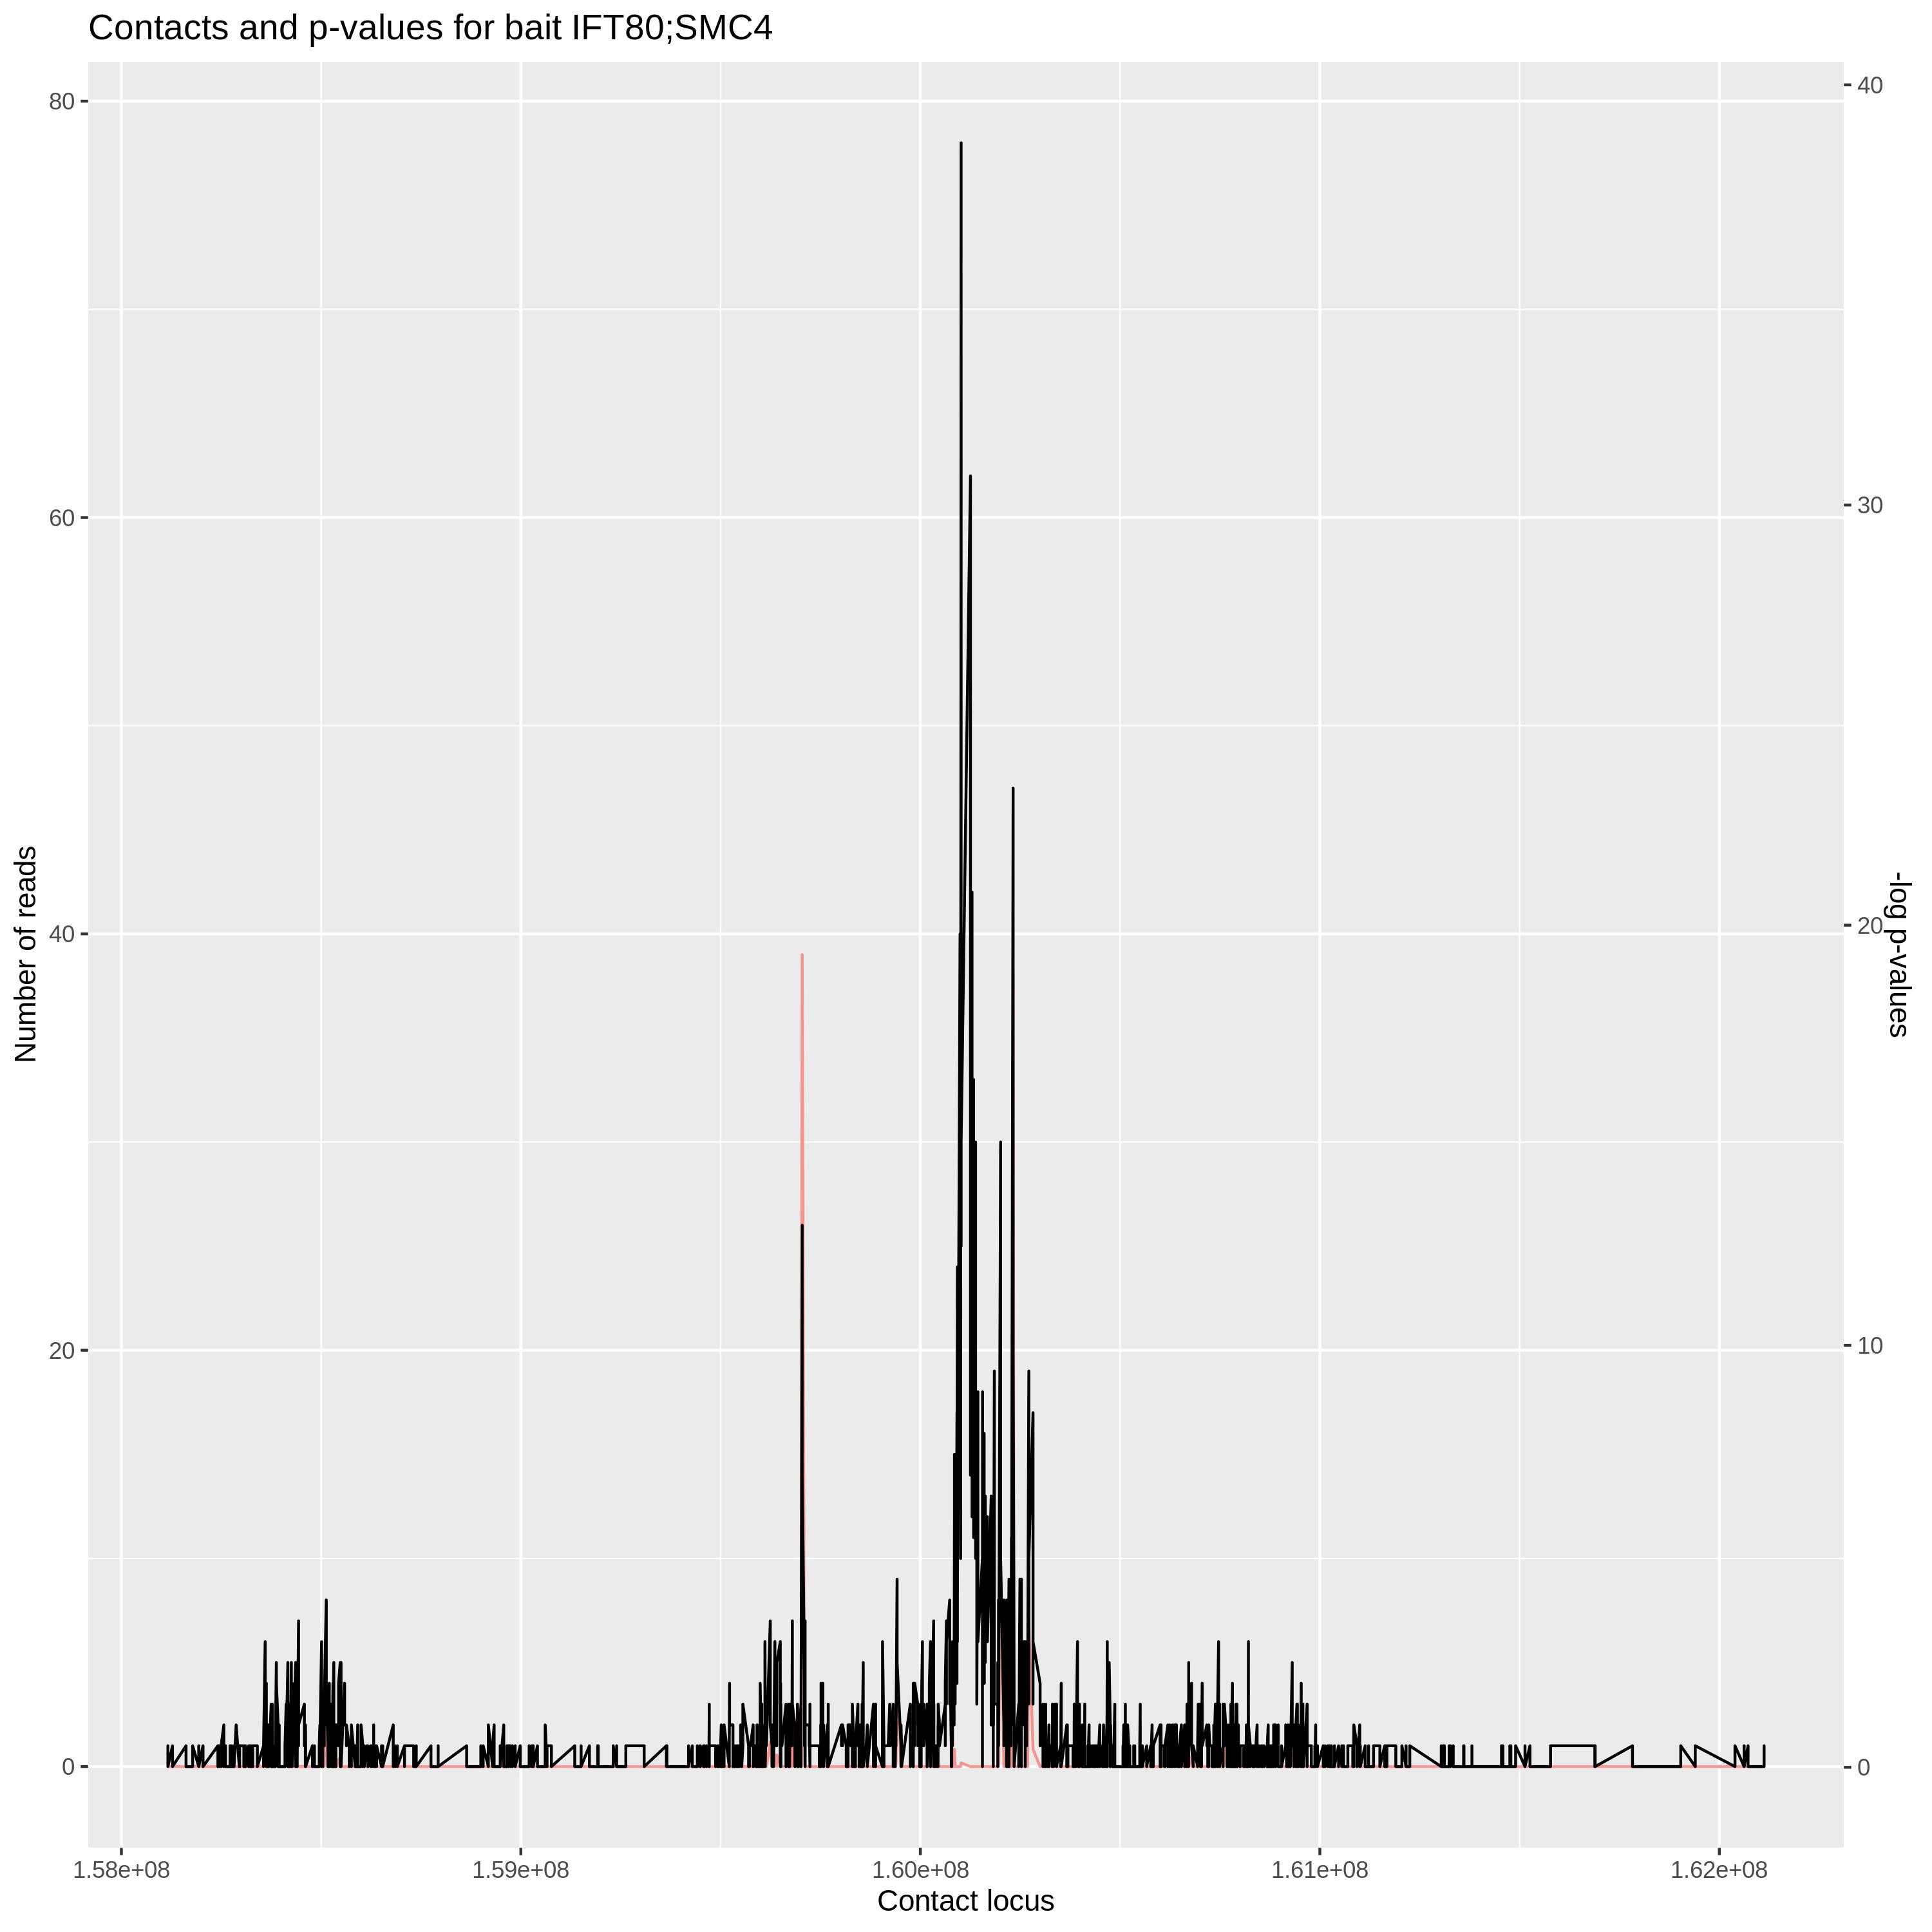 Contacts and p-values for bait IFT80;SMC4
80
60
40
20
0
Number of reads
40
30
20
10
0
-log p-values
1.58e+08
1.59e+08
1.60e+08
1.61e+08
1.62e+08
Contact locus